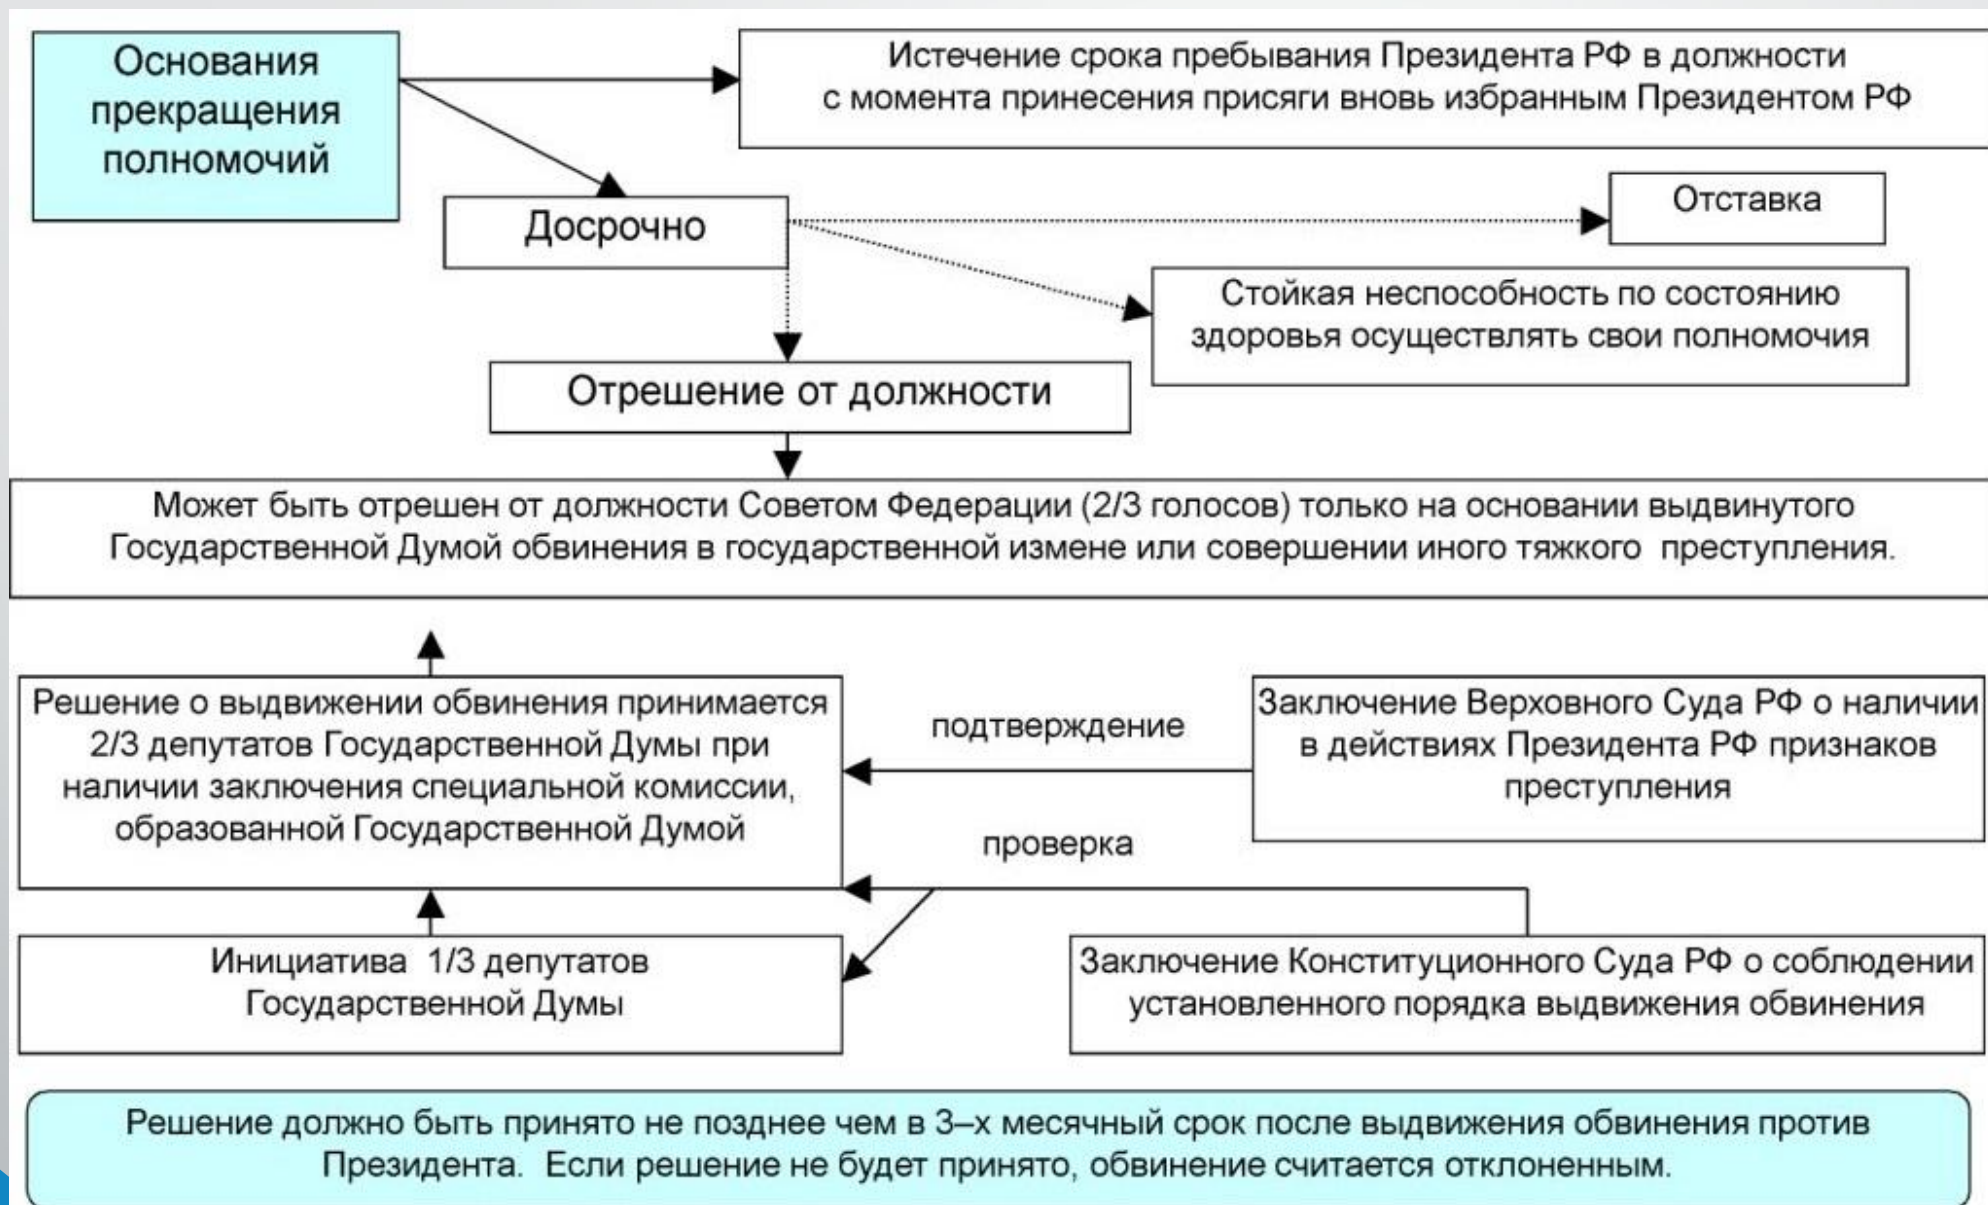 Основания
прекращения
полномочий
Истечение срока пребывания Президента РФ в должности
с момента принесения присяги вновь избранным Президентом РФ
Досрочно
Отставка
Стойкая неспособность по состоянию
здоровья осуществлять свои полномочия
Отрешение от должности
Может быть отрешен от должности Советом Федерации (2/3 голосов) только на основании выдвинутого
Государственной Думой обвинения в государственной измене или совершении иного тяжкого преступления.
Решение о выдвижении обвинения принимается
2/3 депутатов Государственной Думы при
наличии заключения специальной комиссии,
образованной Государственной Думой
подтверждение
Заключение Верховного Суда РФ о наличии
в действиях Президента РФ признаков
преступления
проверка
Инициатива 1/3 депутатов
Государственной Думы
Заключение Конституционного Суда РФ о соблюдении
установленного порядка выдвижения обвинения
Решение должно быть принято не позднее чем в 3–х месячный срок после выдвижения обвинения против
Президента. Если решение не будет принято, обвинение считается отклоненным.